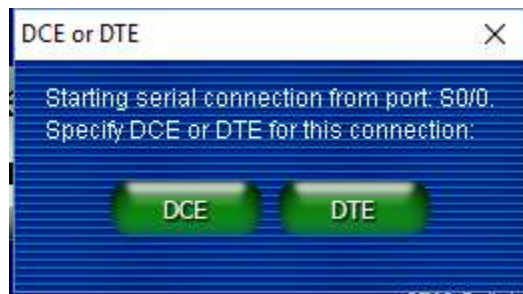 DCE or DTE
Starting serial connection from port: S0/0.
Specify DCE or DTE for this connection:
DCE DTE